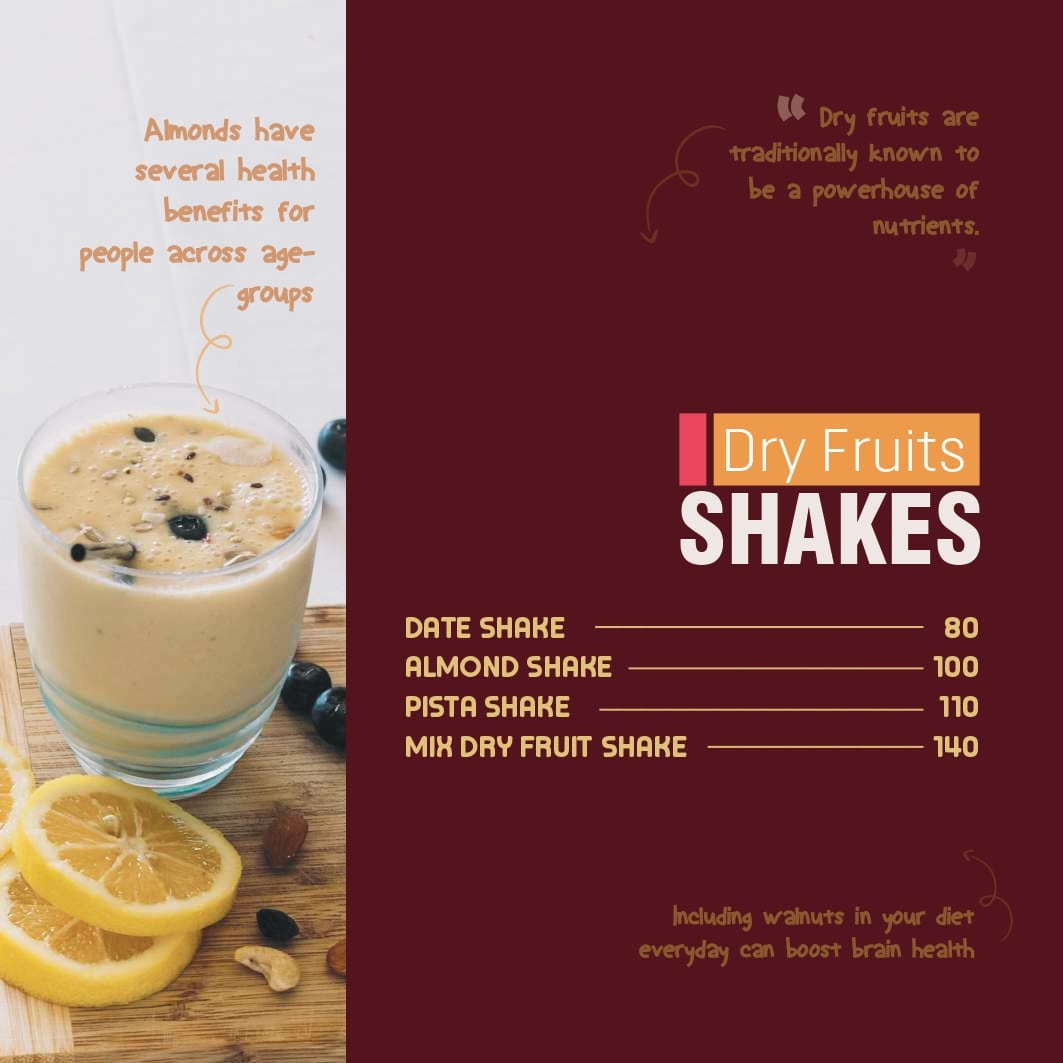 Almonds have
several health
benefits for
people across age-
groups
“ Dry fruits are
traditionally known to
be a powerhouse of
nutrients.
”
Dry Fruits
SHAKES
DATE SHAKE 80
ALMOND SHAKE 100
PISTA SHAKE 110
MIX DRY FRUIT SHAKE 140
Including walnuts in your diet
everyday can boost brain health